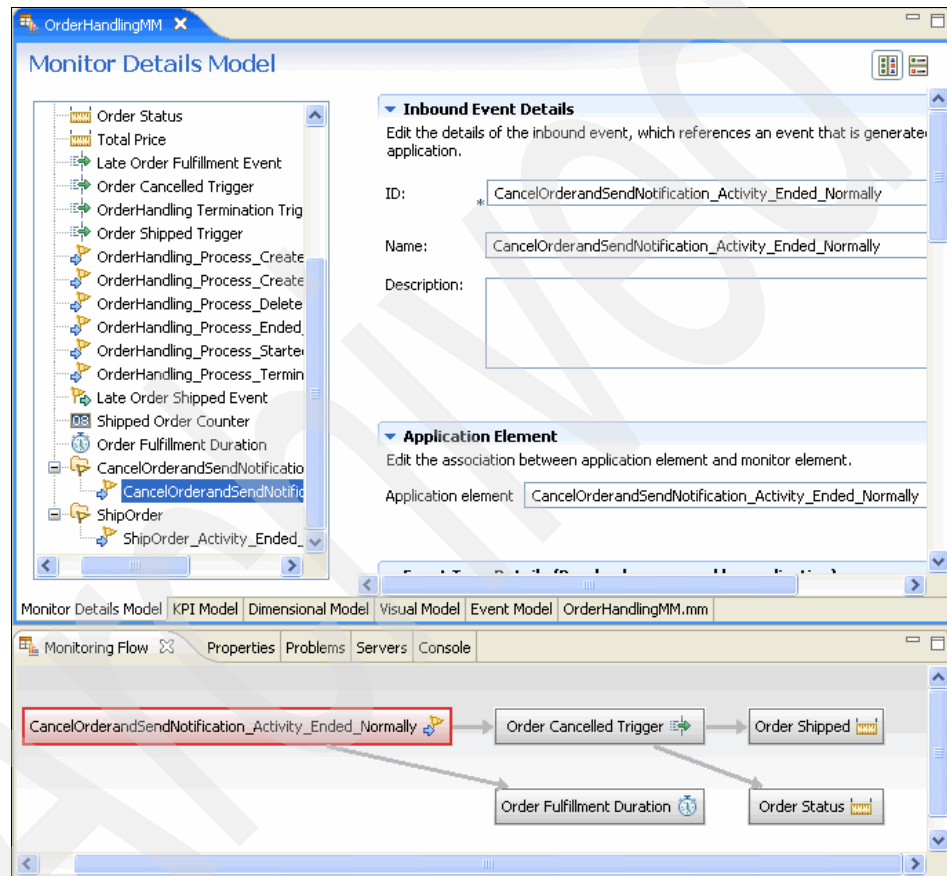 OrderHandlingMM
Monitor Details Model
Order Status
Total Price
Late Order Fulfillment Event
Order Cancelled Trigger
OrderHandling Termination Trig
Order Shipped Trigger
OrderHandling_Process_Create
OrderHandling_Process_Create
OrderHandling_Process_Delete
OrderHandling_Process_Ended_
OrderHandling_Process_Starte
OrderHandling_Process_Termin
Late Order Shipped Event
Shipped Order Counter
Order Fulfillment Duration
CancelOrderandSendNotificatio
CancelOrderandSendNotific
ShipOrder
ShipOrder_Activity_Ended_
Inbound Event Details
Edit the details of the inbound event, which references an event that is generate
application.
ID: * CancelOrderandSendNotification_Activity_Ended_Normally
Name: CancelOrderandSendNotification_Activity_Ended_Normally
Description:
Application Element
Edit the association between application element and monitor element.
Application element CancelOrderandSendNotification_Activity_Ended_Normally
Monitor Details Model KPI Model Dimensional Model Visual Model Event Model OrderHandlingMM.mm
Monitoring Flow Properties Problems Servers Console
CancelOrderandSendNotification_Activity_Ended_Normally Order Cancelled Trigger Order Shipped
Order Fulfillment Duration Order Status